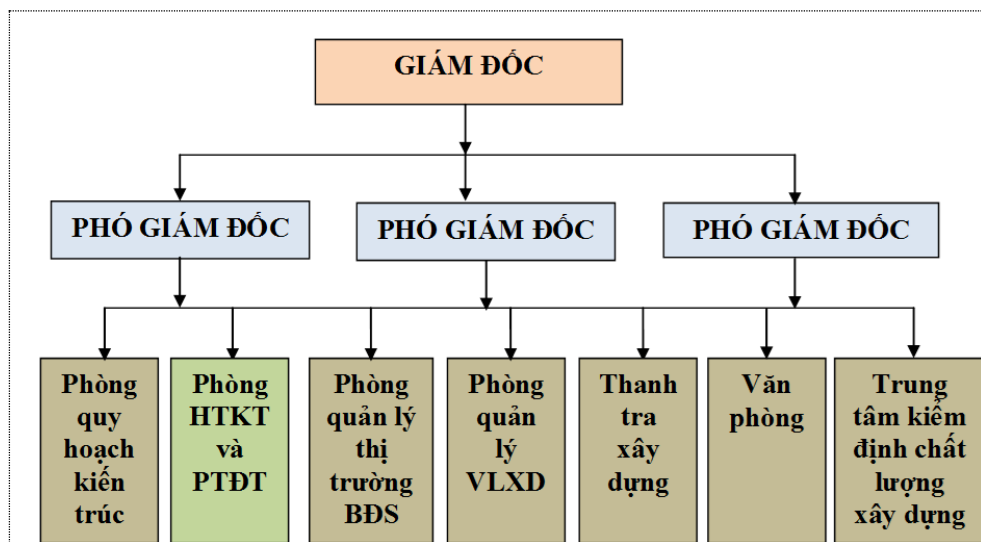 GIÁM ĐỐC
PHÓ GIÁM ĐỐC
PHÓ GIÁM ĐỐC
PHÓ GIÁM ĐỐC
Phòng
quy
hoạch
kiến
trúc
Phòng
HTKT
và
PTĐT
Phòng
quản lý
thị
trường
BĐS
Phòng
quản
lý
VLXD
Thanh
tra
xây
dựng
Văn
phòng
Trung
tâm kiểm
định chất
lượng
xây dựng